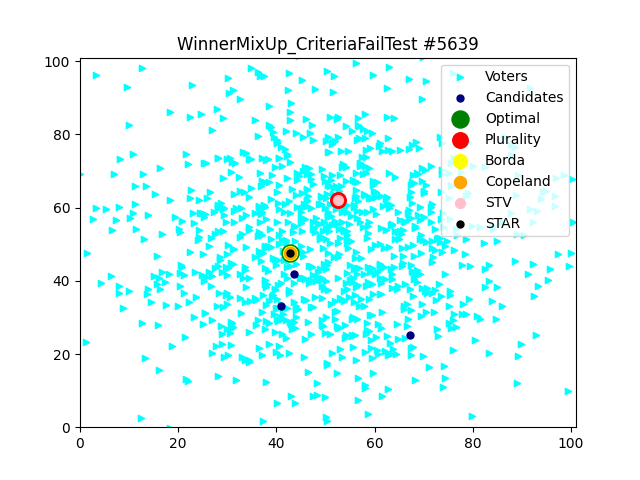 WinnerMixUp_CriteriaFailTest #5639
100
80
60
40
20
0
0
20
40
60
80
100
Voters
Candidates
Optimal
Plurality
Borda
Copeland
STV
STAR